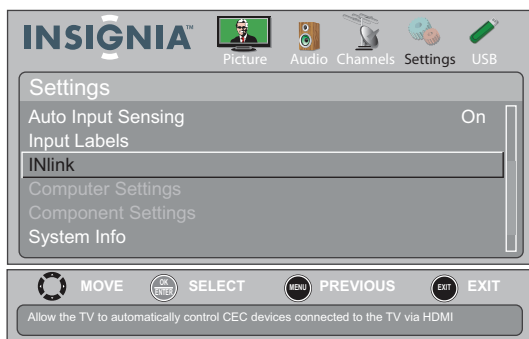 INSIGNIA™
Picture Audio Channels Settings USB
Settings
Auto Input Sensing On
Input Labels
INlink
Computer Settings
Component Settings
System Info
MOVE OK ENTER SELECT MENU PREVIOUS EXIT EXIT
Allow the TV to automatically control CEC devices connected to the TV via HDMI